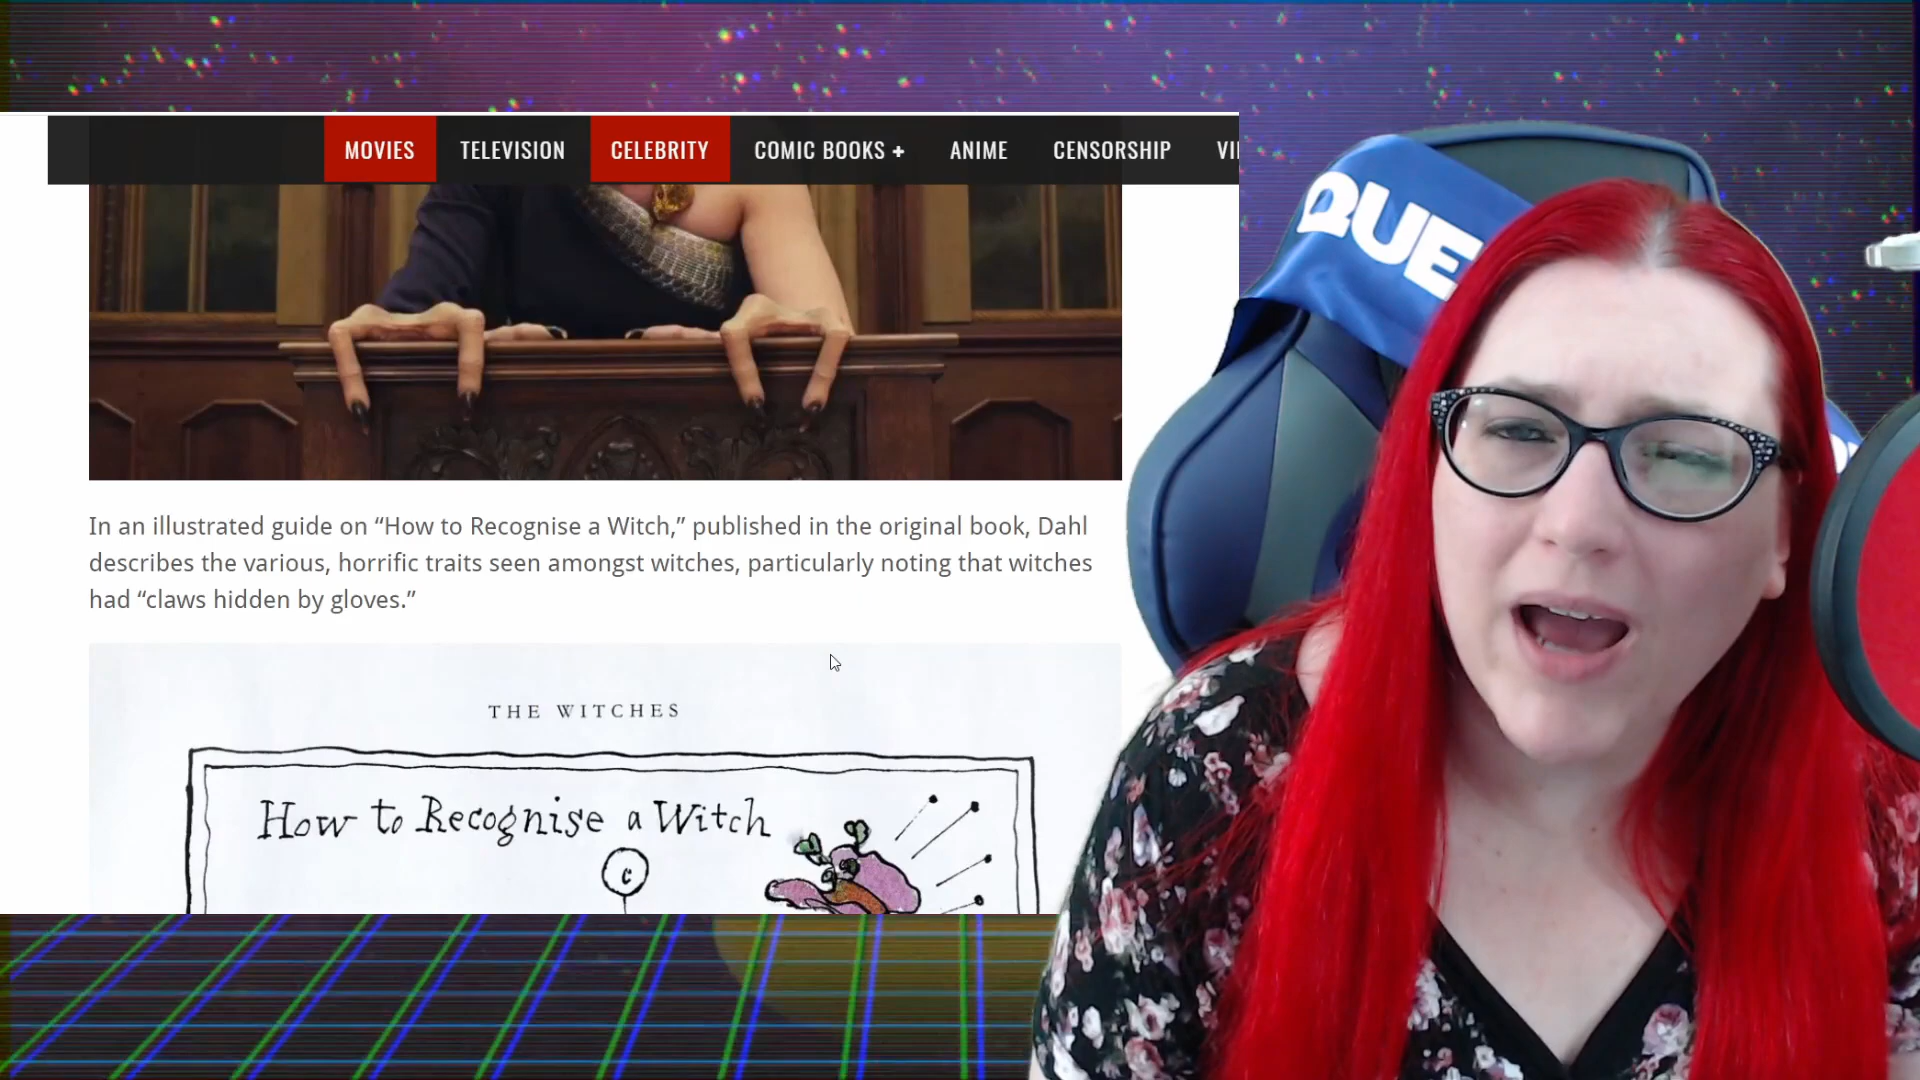 MOVIES TELEVISION CELEBRITY COMIC BOOKS + ANIME CENSORSHIP VI
QUE
In an illustrated guide on “How to Recognise a Witch,” published in the original book, Dahl
describes the various, horrific traits seen amongst witches, particularly noting that witches
had “claws hidden by gloves.”
THE WITCHES
How to Recognise a Witch
c